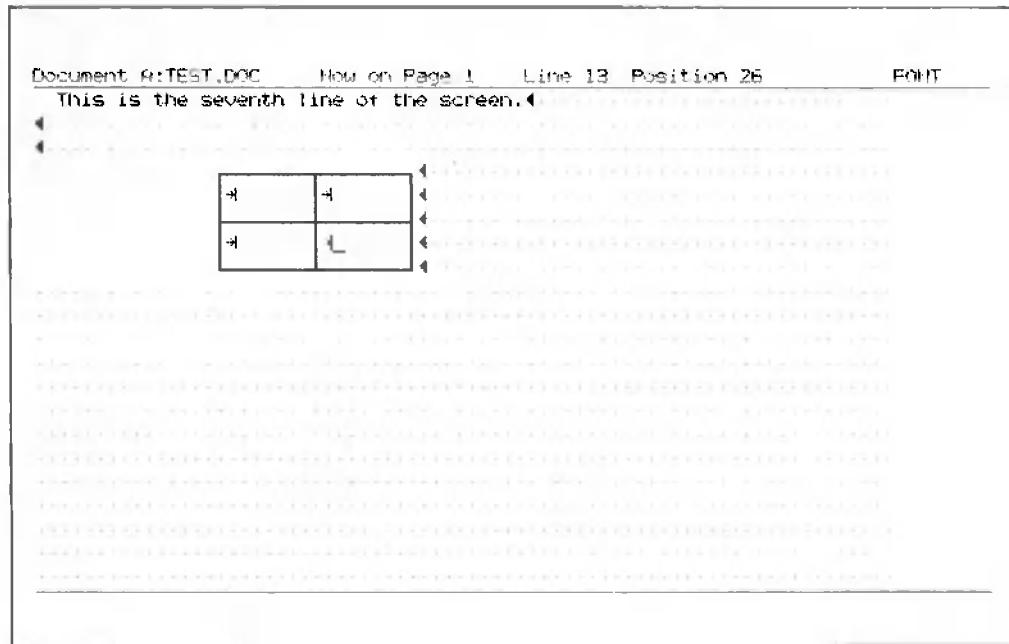 Document A:TEST.DOC Now on Page 1 Line 13 Position 26 FONT
This is the seventh line of the screen.